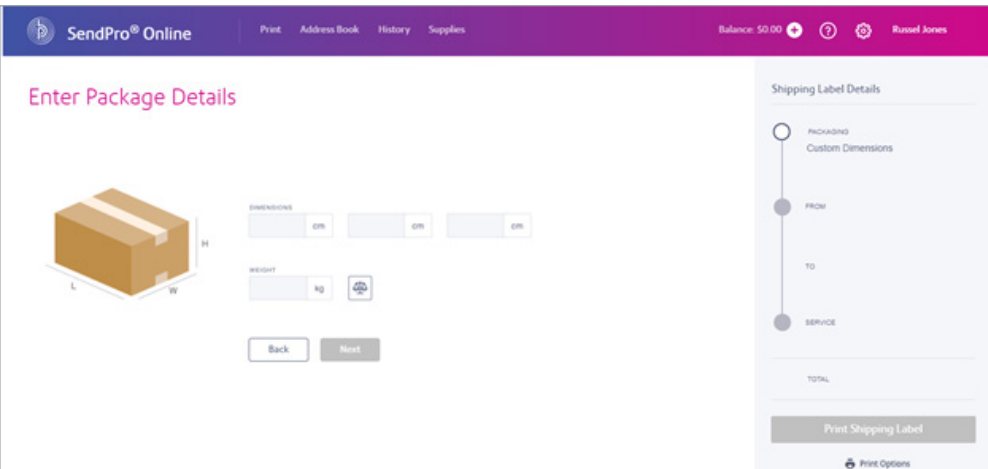 SendPro® Online
Print Address Book History Supplies
Balance: $0.00
Russel Jones
Enter Package Details
L
W
H
DIMENSIONS
cm cm cm
WEIGHT
kg
Back Next
Shipping Label Details
PACKAGING
Custom Dimensions
FROM
TO
SERVICE
TOTAL
Print Shipping Label
Print Options